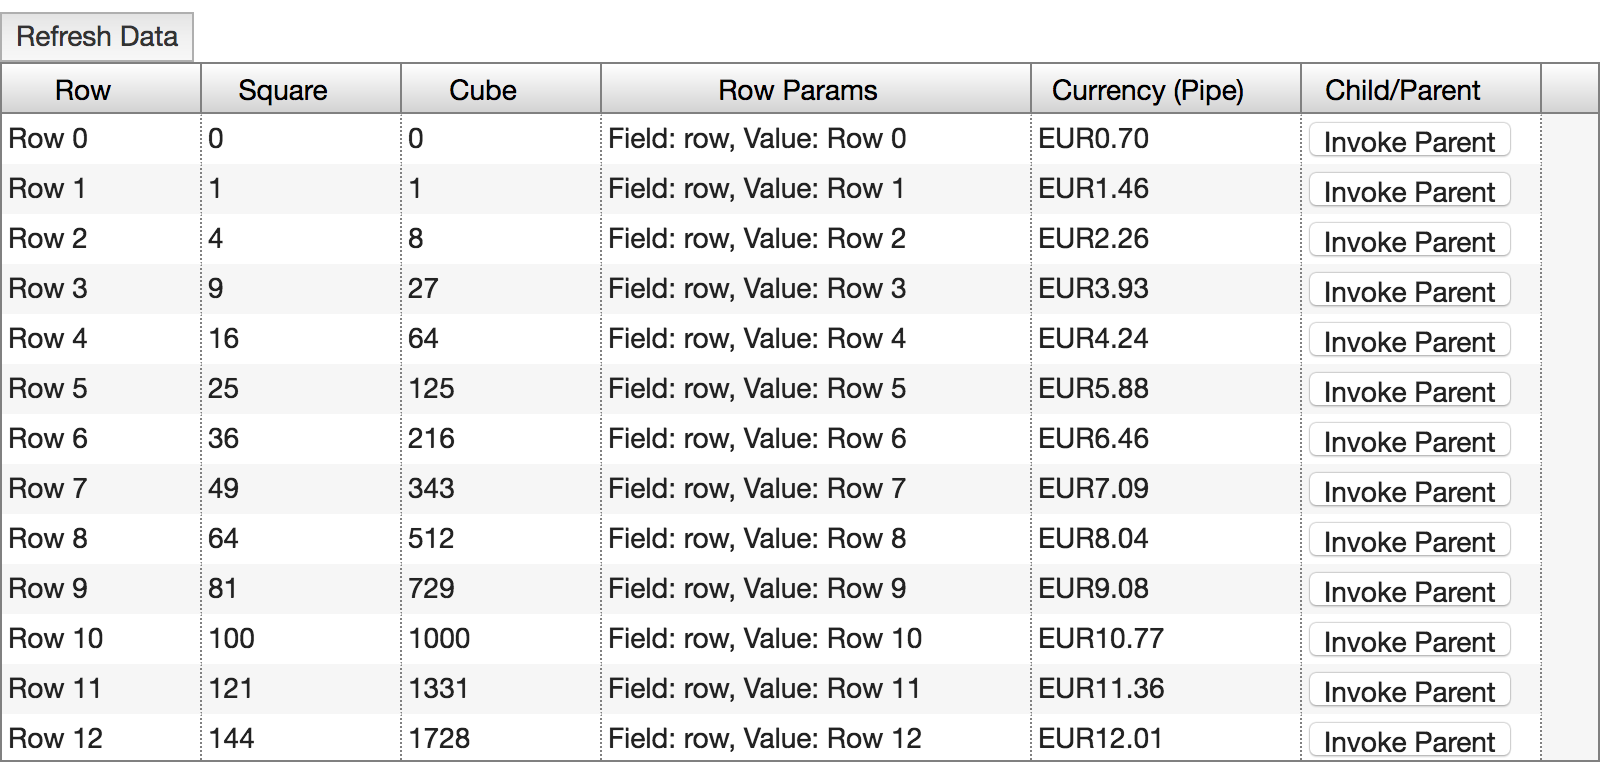 Refresh Data
Row Square Cube Row Params Currency (Pipe) Child/Parent
Row 0 0 0 Field: row, Value: Row 0 EUR0.70 Invoke Parent
Row 1 1 1 Field: row, Value: Row 1 EUR1.46 Invoke Parent
Row 2 4 8 Field: row, Value: Row 2 EUR2.26 Invoke Parent
Row 3 9 27 Field: row, Value: Row 3 EUR3.93 Invoke Parent
Row 4 16 64 Field: row, Value: Row 4 EUR4.24 Invoke Parent
Row 5 25 125 Field: row, Value: Row 5 EUR5.88 Invoke Parent
Row 6 36 216 Field: row, Value: Row 6 EUR6.46 Invoke Parent
Row 7 49 343 Field: row, Value: Row 7 EUR7.09 Invoke Parent
Row 8 64 512 Field: row, Value: Row 8 EUR8.04 Invoke Parent
Row 9 81 729 Field: row, Value: Row 9 EUR9.08 Invoke Parent
Row 10 100 1000 Field: row, Value: Row 10 EUR10.77 Invoke Parent
Row 11 121 1331 Field: row, Value: Row 11 EUR11.36 Invoke Parent
Row 12 144 1728 Field: row, Value: Row 12 EUR12.01 Invoke Parent